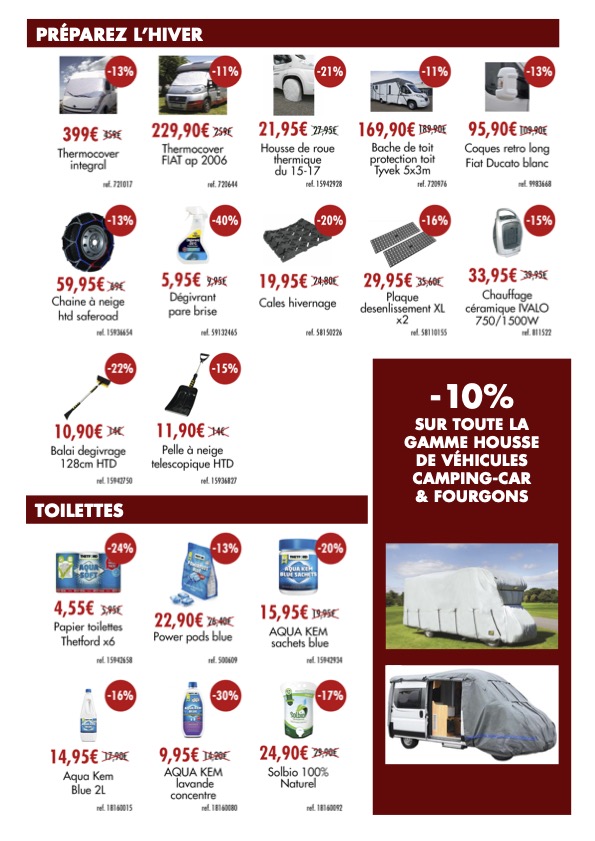 PRÉPAREZ L'HIVER
-13%
399€ 359€
Thermocover
integral
ref. 721017
-11%
229,90€ 259€
Thermocover
FIAT ap 2006
ref. 720644
-21%
21,95€ 27,95€
Housse de roue
thermique
du 15-17
ref. 15942928
-11%
169,90€ 189,90€
Bache de toit
protection toit
Tyvek 5x3m
ref. 720976
-13%
95,90€ 109,90€
Coques retro long
Fiat Ducato blanc
ref. 9983668
-13%
59,95€ 69€
Chaine à neige
htd saferoad
ref. 15936654
-40%
5,95€ 9,95€
Dégivrant
pare brise
ref. 59132465
-20%
19,95€ 24,80€
Cales hivernage
ref. 58150226
-16%
29,95€ 35,60€
Plaque
desenlissement XL
x2
ref. 58110155
-15%
33,95€ 39,95€
Chauffage
céramique IVALO
750/1500W
ref. 811522
-22%
10,90€ 14€
Balai degivrage
128cm HTD
ref. 15942750
-15%
11,90€ 14€
Pelle à neige
telescopique HTD
ref. 15936827
-10%
SUR TOUTE LA
GAMME HOUSSE
DE VÉHICULES
CAMPING-CAR
& FOURGONS
TOILETTES
-24%
AQUA
SOFT
4,55€ 5,95€
Papier toilettes
Thetford x6
ref. 15942658
-13%
22,90€ 26,40€
Power pods blue
ref. 500609
-20%
AQUA KEM
BLUE SACHETS
15,95€ 19,95€
AQUA KEM
sachets blue
ref. 15942934
-16%
14,95€ 17,90€
Aqua Kem
Blue 2L
ref. 18160015
-30%
9,95€ 14,20€
AQUA KEM
lavande
concentre
ref. 18160080
-17%
24,90€ 29,90€
Solbio 100%
Naturel
ref. 18160092